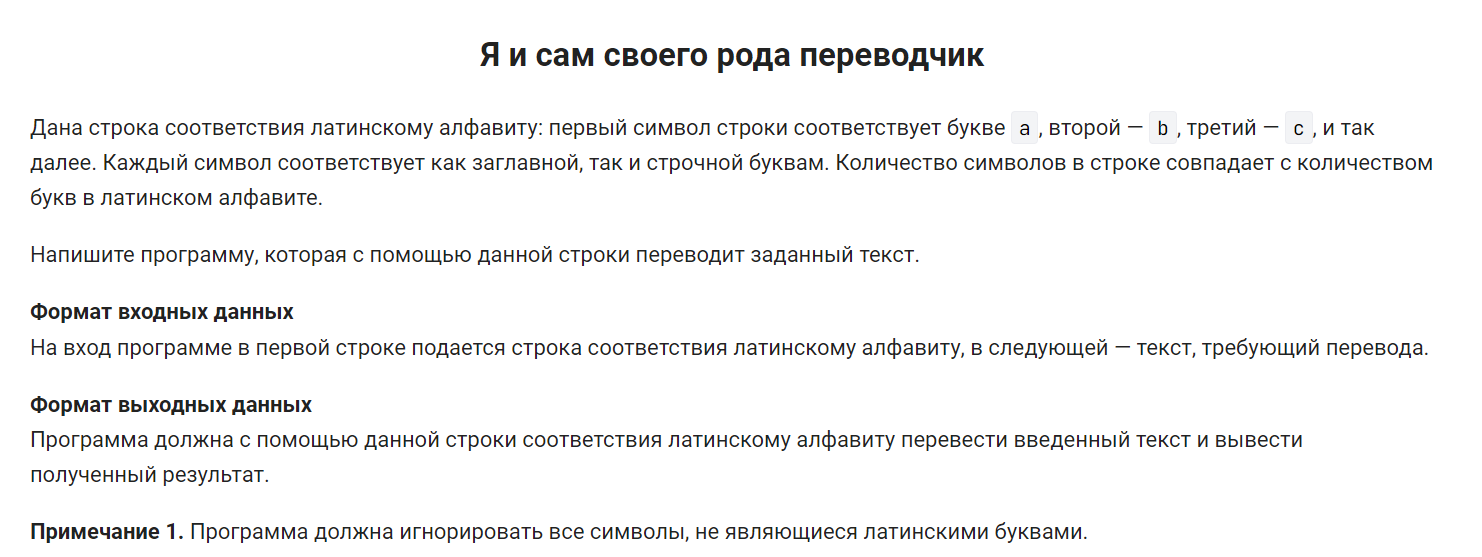 Я и сам своего рода переводчик
Дана строка соответствия латинскому алфавиту: первый символ строки соответствует букве a, второй — b, третий — c, и так
далее. Каждый символ соответствует как заглавной, так и строчной буквам. Количество символов в строке совпадает с количеством
букв в латинском алфавите.
Напишите программу, которая с помощью данной строки переводит заданный текст.
Формат входных данных
На вход программе в первой строке подается строка соответствия латинскому алфавиту, в следующей — текст, требующий перевода.
Формат выходных данных
Программа должна с помощью данной строки соответствия латинскому алфавиту перевести введенный текст и вывести
полученный результат.
Примечание 1. Программа должна игнорировать все символы, не являющиеся латинскими буквами.